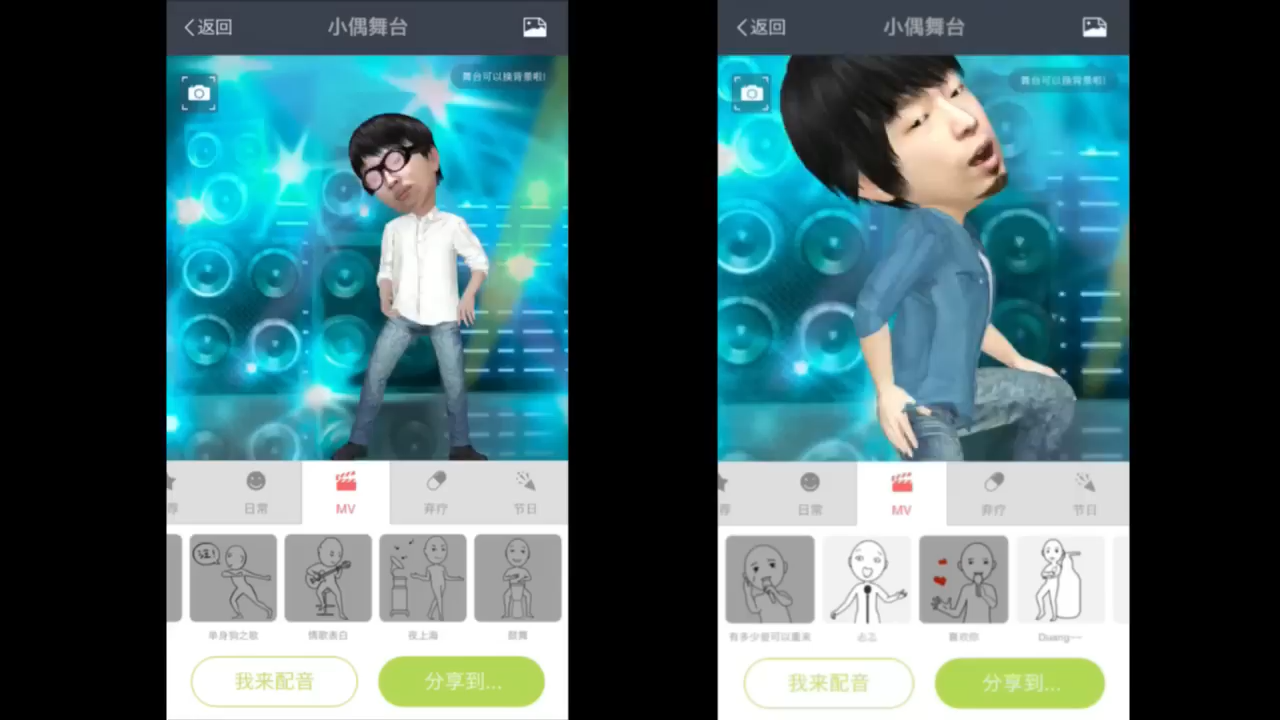 返回
小偶舞台
舞台可以换背景啦!
日常
MV
弃疗
节日
单身狗之歌
情歌表白
夜上海
鼓舞
我来配音
分享到...
返回
小偶舞台
舞台可以换背景啦!
荐
日常
MV
弃疗
节日
有多少爱可以重来
忐忑
喜欢你
Duang~~
我来配音
分享到...